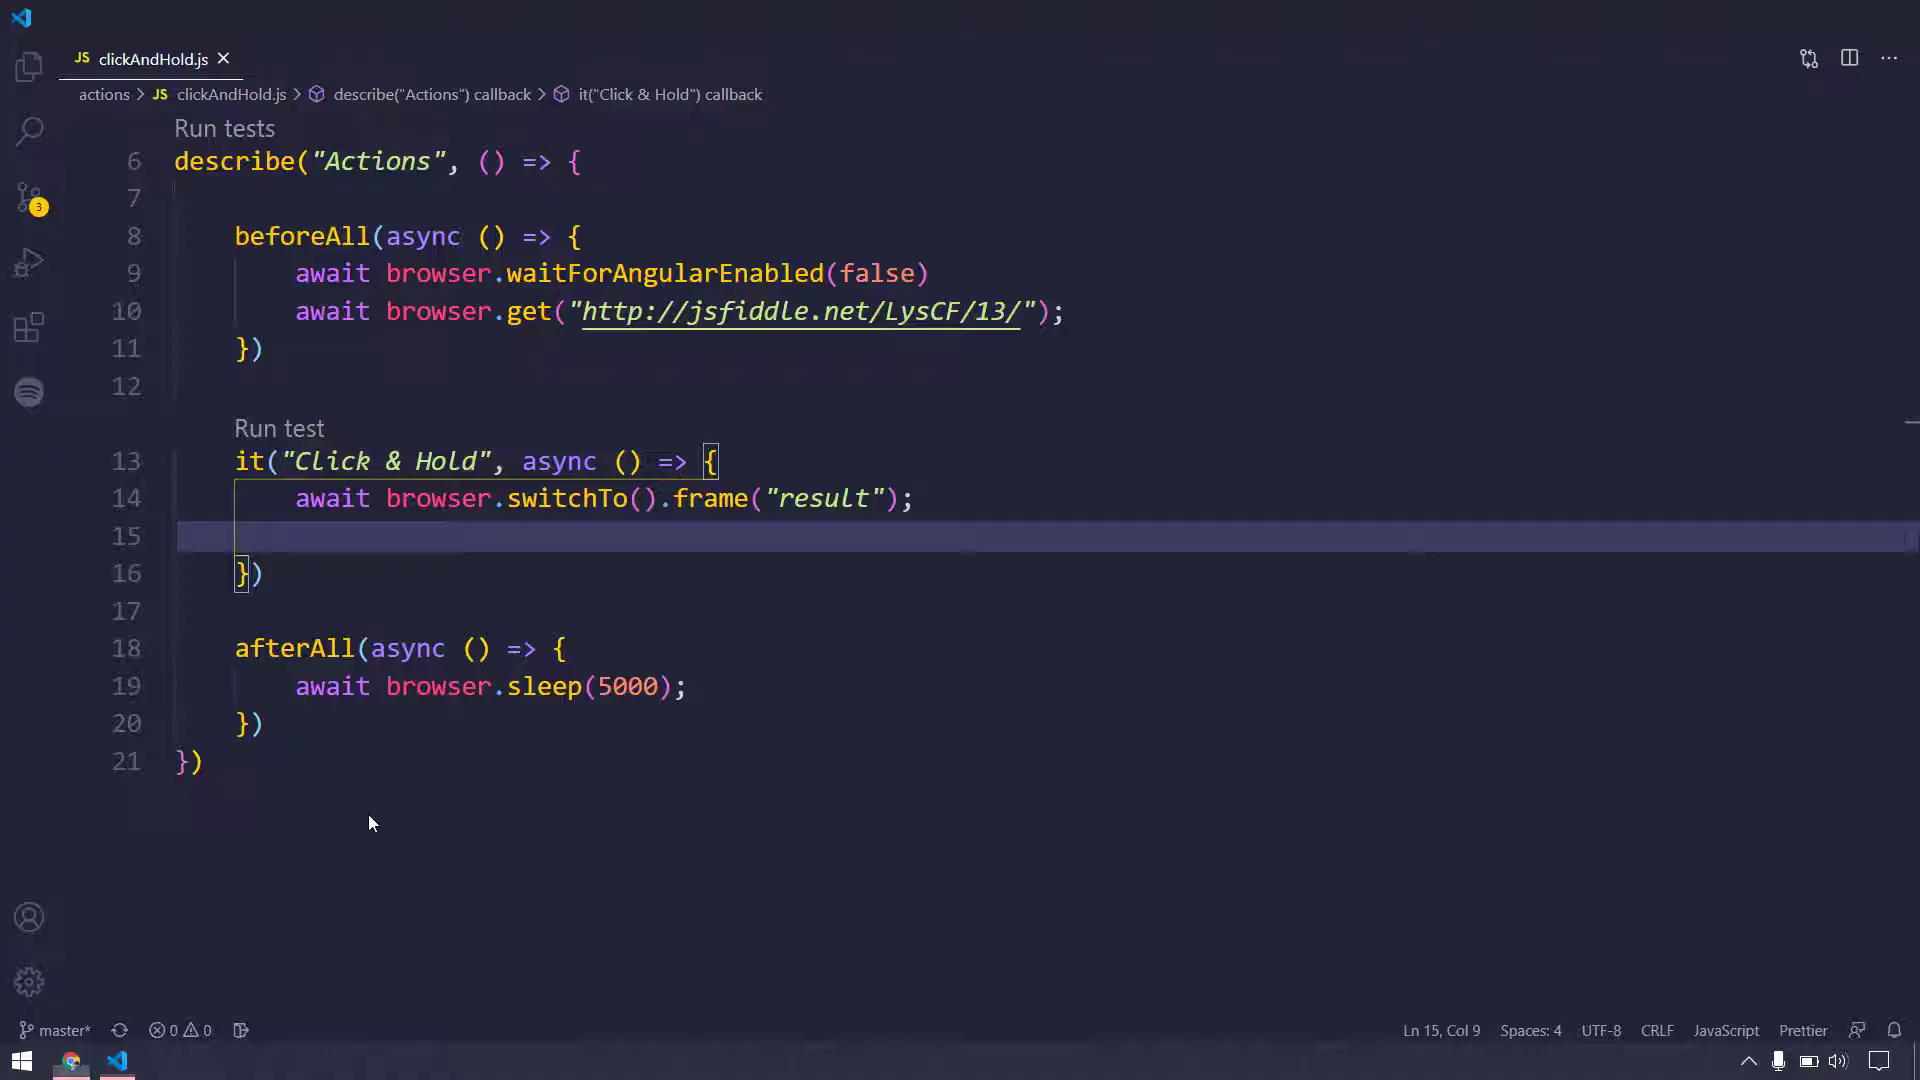 JS clickAndHold.js
actions > JS clickAndHold.js > describe("Actions") callback > it("Click & Hold") callback
Run tests
6 describe("Actions", () => {
7
8 beforeAll(async () => {
9 await browser.waitForAngularEnabled(false)
10 await browser.get("http://jsfiddle.net/LysCF/13/");
11 })
12
Run test
13 it("Click & Hold", async () => {
14 await browser.switchTo().frame("result");
15
16 })
17
18 afterAll(async () => {
19 await browser.sleep(5000);
20 })
21 })
3
master* 0 0 Ln 15, Col 9 Spaces: 4 UTF-8 CRLF JavaScript Prettier